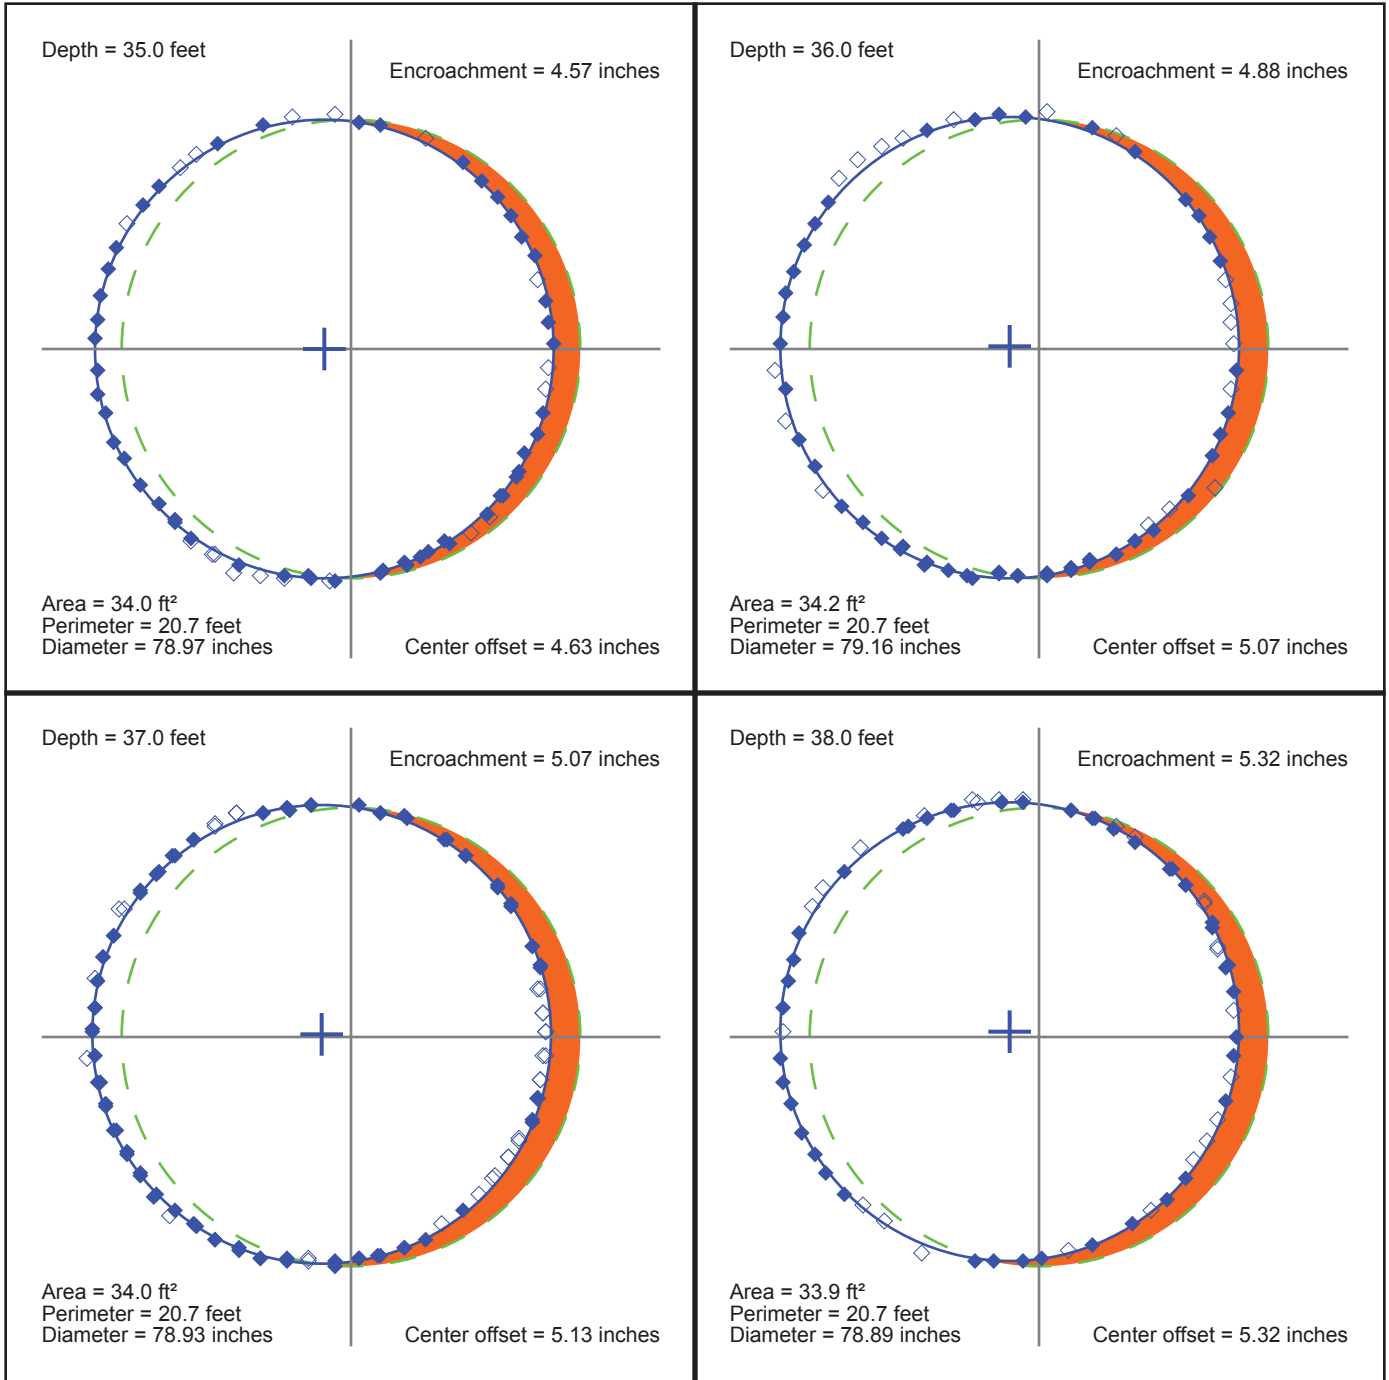 Depth = 35.0 feet
Encroachment = 4.57 inches
Area = 34.0 ft²
Perimeter = 20.7 feet
Diameter = 78.97 inches
Center offset = 4.63 inches
Depth = 36.0 feet
Encroachment = 4.88 inches
Area = 34.2 ft²
Perimeter = 20.7 feet
Diameter = 79.16 inches
Center offset = 5.07 inches
Depth = 37.0 feet
Encroachment = 5.07 inches
Area = 34.0 ft²
Perimeter = 20.7 feet
Diameter = 78.93 inches
Center offset = 5.13 inches
Depth = 38.0 feet
Encroachment = 5.32 inches
Area = 33.9 ft²
Perimeter = 20.7 feet
Diameter = 78.89 inches
Center offset = 5.32 inches